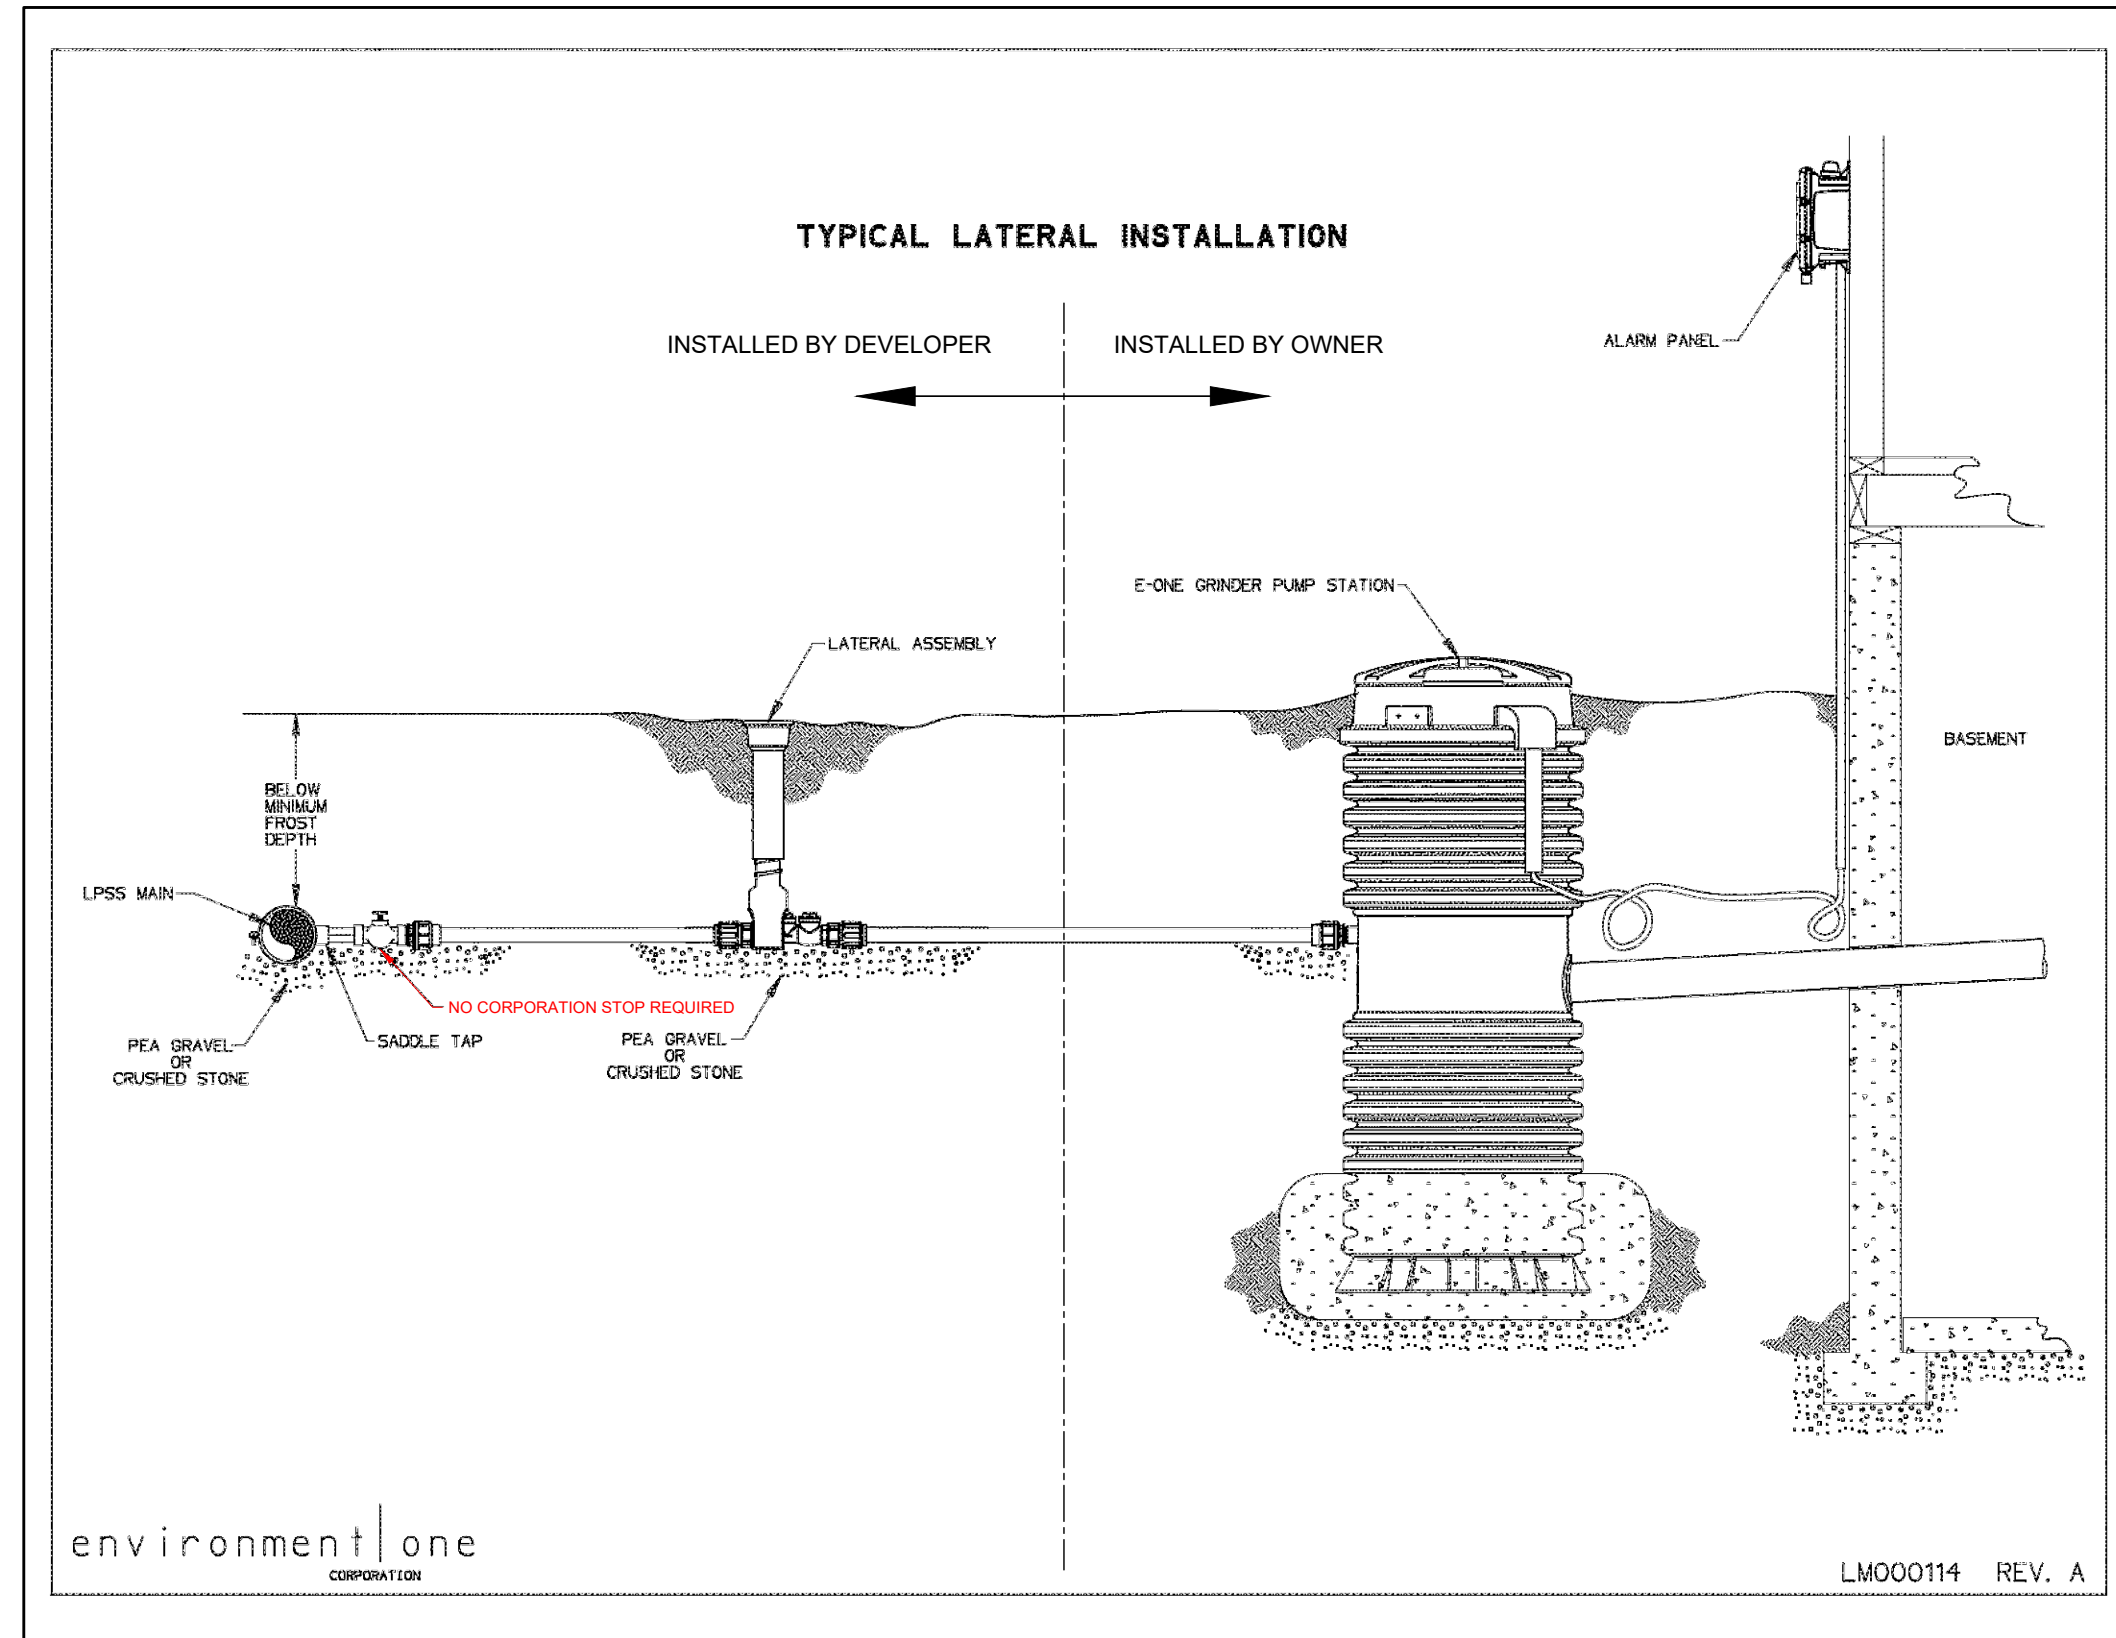 TYPICAL LATERAL INSTALLATION
INSTALLED BY DEVELOPER
INSTALLED BY OWNER
ALARM PANEL
E-ONE GRINDER PUMP STATION
LATERAL ASSEMBLY
BASEMENT
BELOW
MINIMUM
FROST
DEPTH
LPSS MAIN
NO CORPORATION STOP REQUIRED
SADDLE TAP
PEA GRAVEL
OR
CRUSHED STONE
PEA GRAVEL
OR
CRUSHED STONE
environment one
CORPORATION
LM000114 REV. A